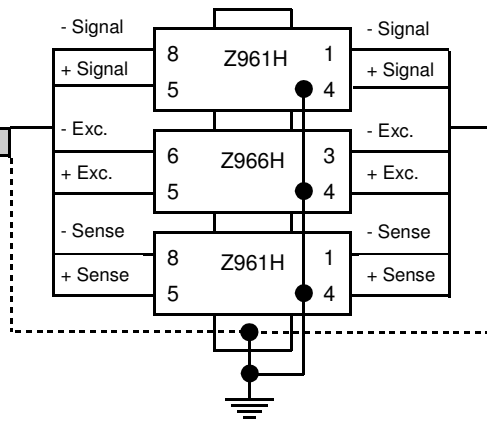 - Signal 8 Z961H 1 - Signal
+ Signal 5 4 + Signal
- Exc. 6 Z966H 3 - Exc.
+ Exc. 5 4 + Exc.
- Sense 8 Z961H 1 - Sense
+ Sense 5 4 + Sense